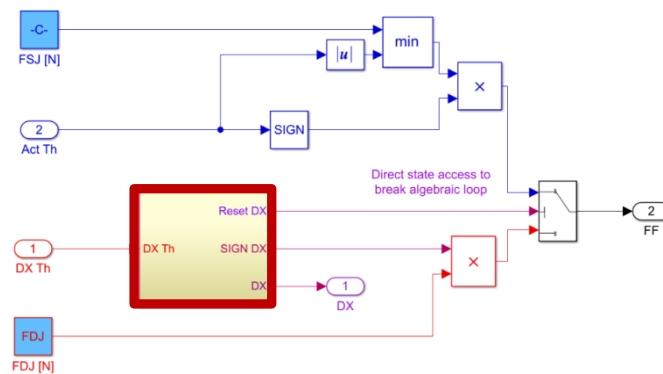 -C-
FSJ [N]
|u|
min
×
2
Act Th
SIGN
Direct state access to
break algebraic loop
Reset DX
2
FF
1
DX Th
DX Th
SIGN DX
×
DX
1
DX
FDJ
FDJ [N]